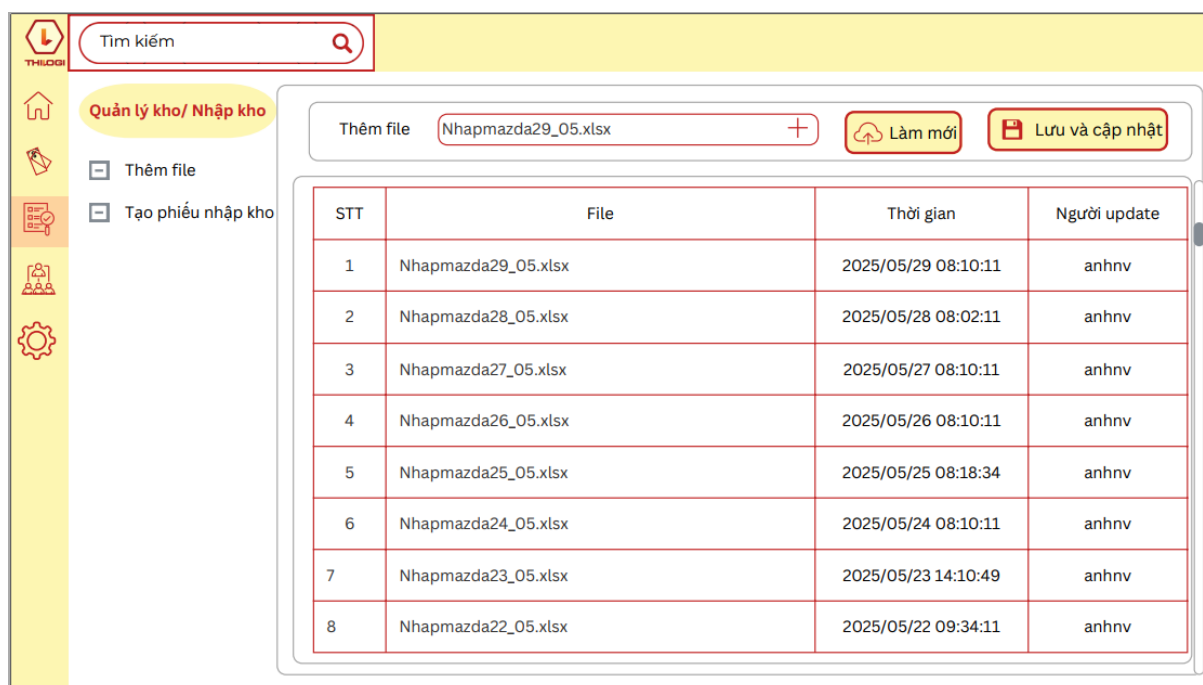 THILOGI
Tìm kiếm
Quản lý kho/ Nhập kho
Thêm file
Tạo phiếu nhập kho
Thêm file Nhapmazda29_05.xlsx Làm mới Lưu và cập nhật
STT File Thời gian Người update
1 Nhapmazda29_05.xlsx 2025/05/29 08:10:11 anhnv
2 Nhapmazda28_05.xlsx 2025/05/28 08:02:11 anhnv
3 Nhapmazda27_05.xlsx 2025/05/27 08:10:11 anhnv
4 Nhapmazda26_05.xlsx 2025/05/26 08:10:11 anhnv
5 Nhapmazda25_05.xlsx 2025/05/25 08:18:34 anhnv
6 Nhapmazda24_05.xlsx 2025/05/24 08:10:11 anhnv
7 Nhapmazda23_05.xlsx 2025/05/23 14:10:49 anhnv
8 Nhapmazda22_05.xlsx 2025/05/22 09:34:11 anhnv